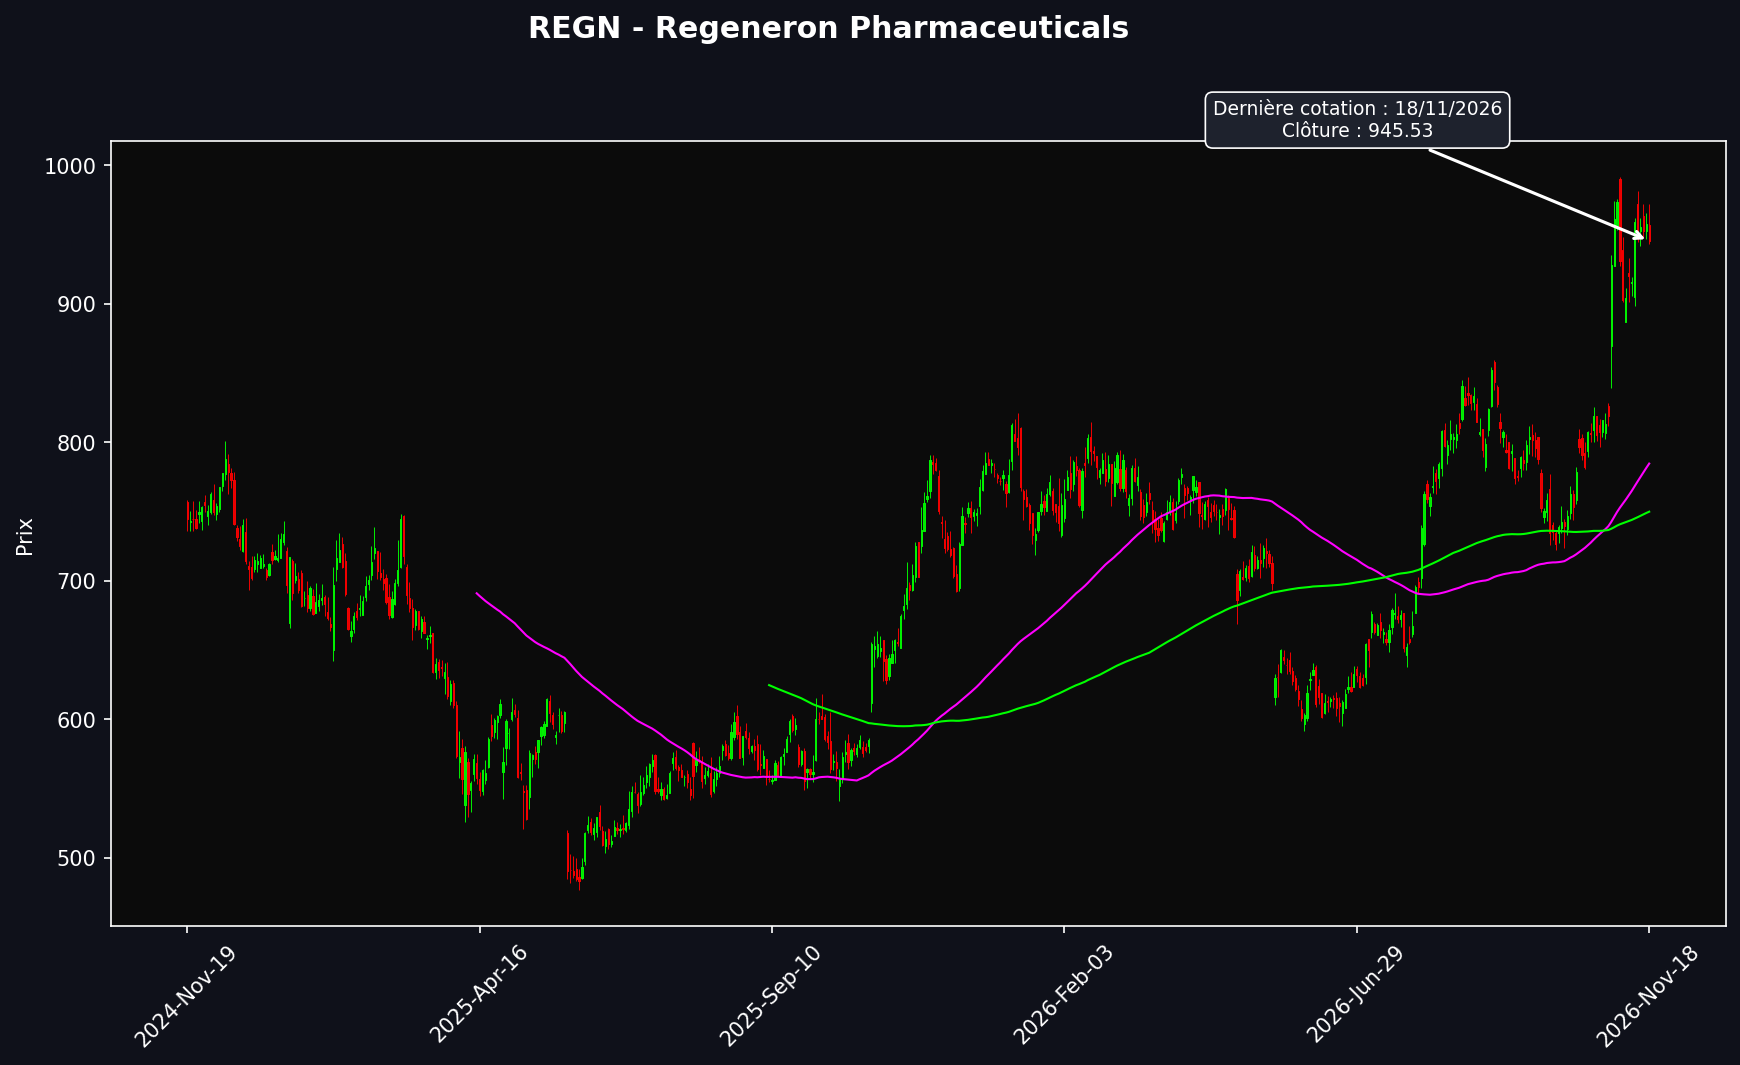 REGN - Regeneron Pharmaceuticals
Dernière cotation : 18/11/2026
Clôture : 945.53
1000
900
800
700
600
500
Prix
2024-Nov-19
2025-Apr-16
2025-Sep-10
2026-Feb-03
2026-Jun-29
2026-Nov-18